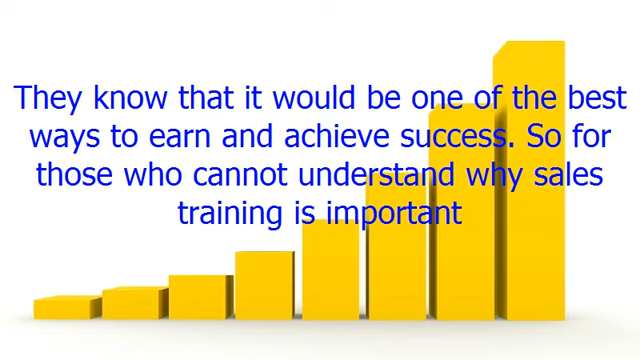 They know that it would be one of the best
ways to earn and achieve success. So for
those who cannot understand why sales
training is important